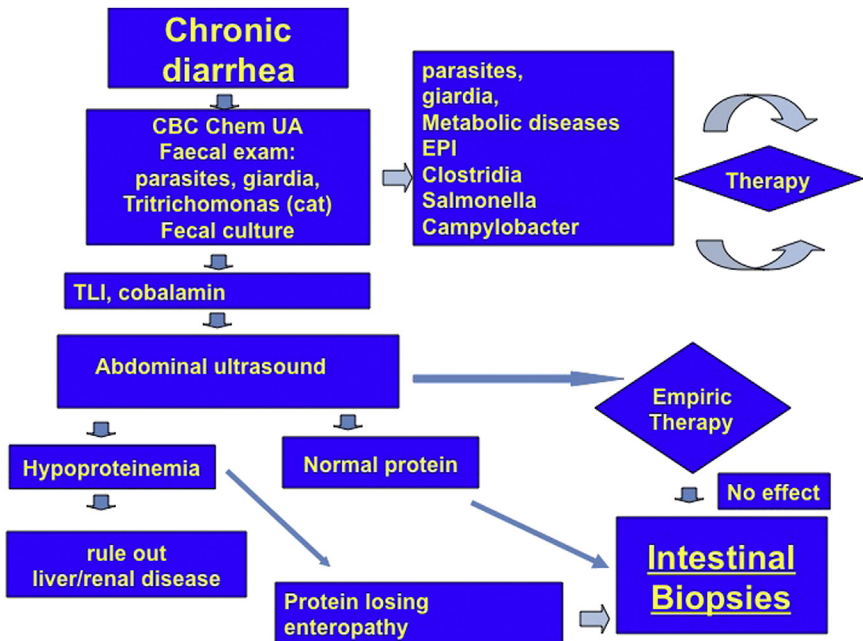 Chronic
diarrhea
CBC Chem UA
Faecal exam:
parasites, giardia,
Tritrichomonas (cat)
Fecal culture
parasites,
giardia,
Metabolic diseases
EPI
Clostridia
Salmonella
Campylobacter
Therapy
TLI, cobalamin
Abdominal ultrasound
Empiric
Therapy
Hypoproteinemia
Normal protein
No effect
rule out
liver/renal disease
Protein losing
enteropathy
Intestinal
Biopsies